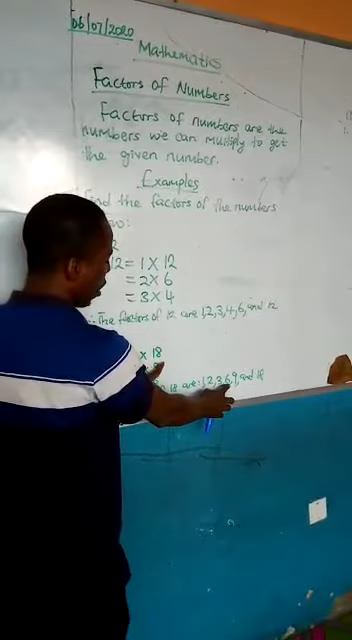 06/07/2020
Mathematics
Factors of Numbers
Factors of numbers are the
numbers we can multiply to get
the given number.
Examples
Find the factors of the numbers
12 = 1 x 12
= 2 x 6
= 3 x 4
∴ The factors of 12 are 1,2,3,4,6, and 12
x 18
18 are: 1,2,3,6,9, and 18